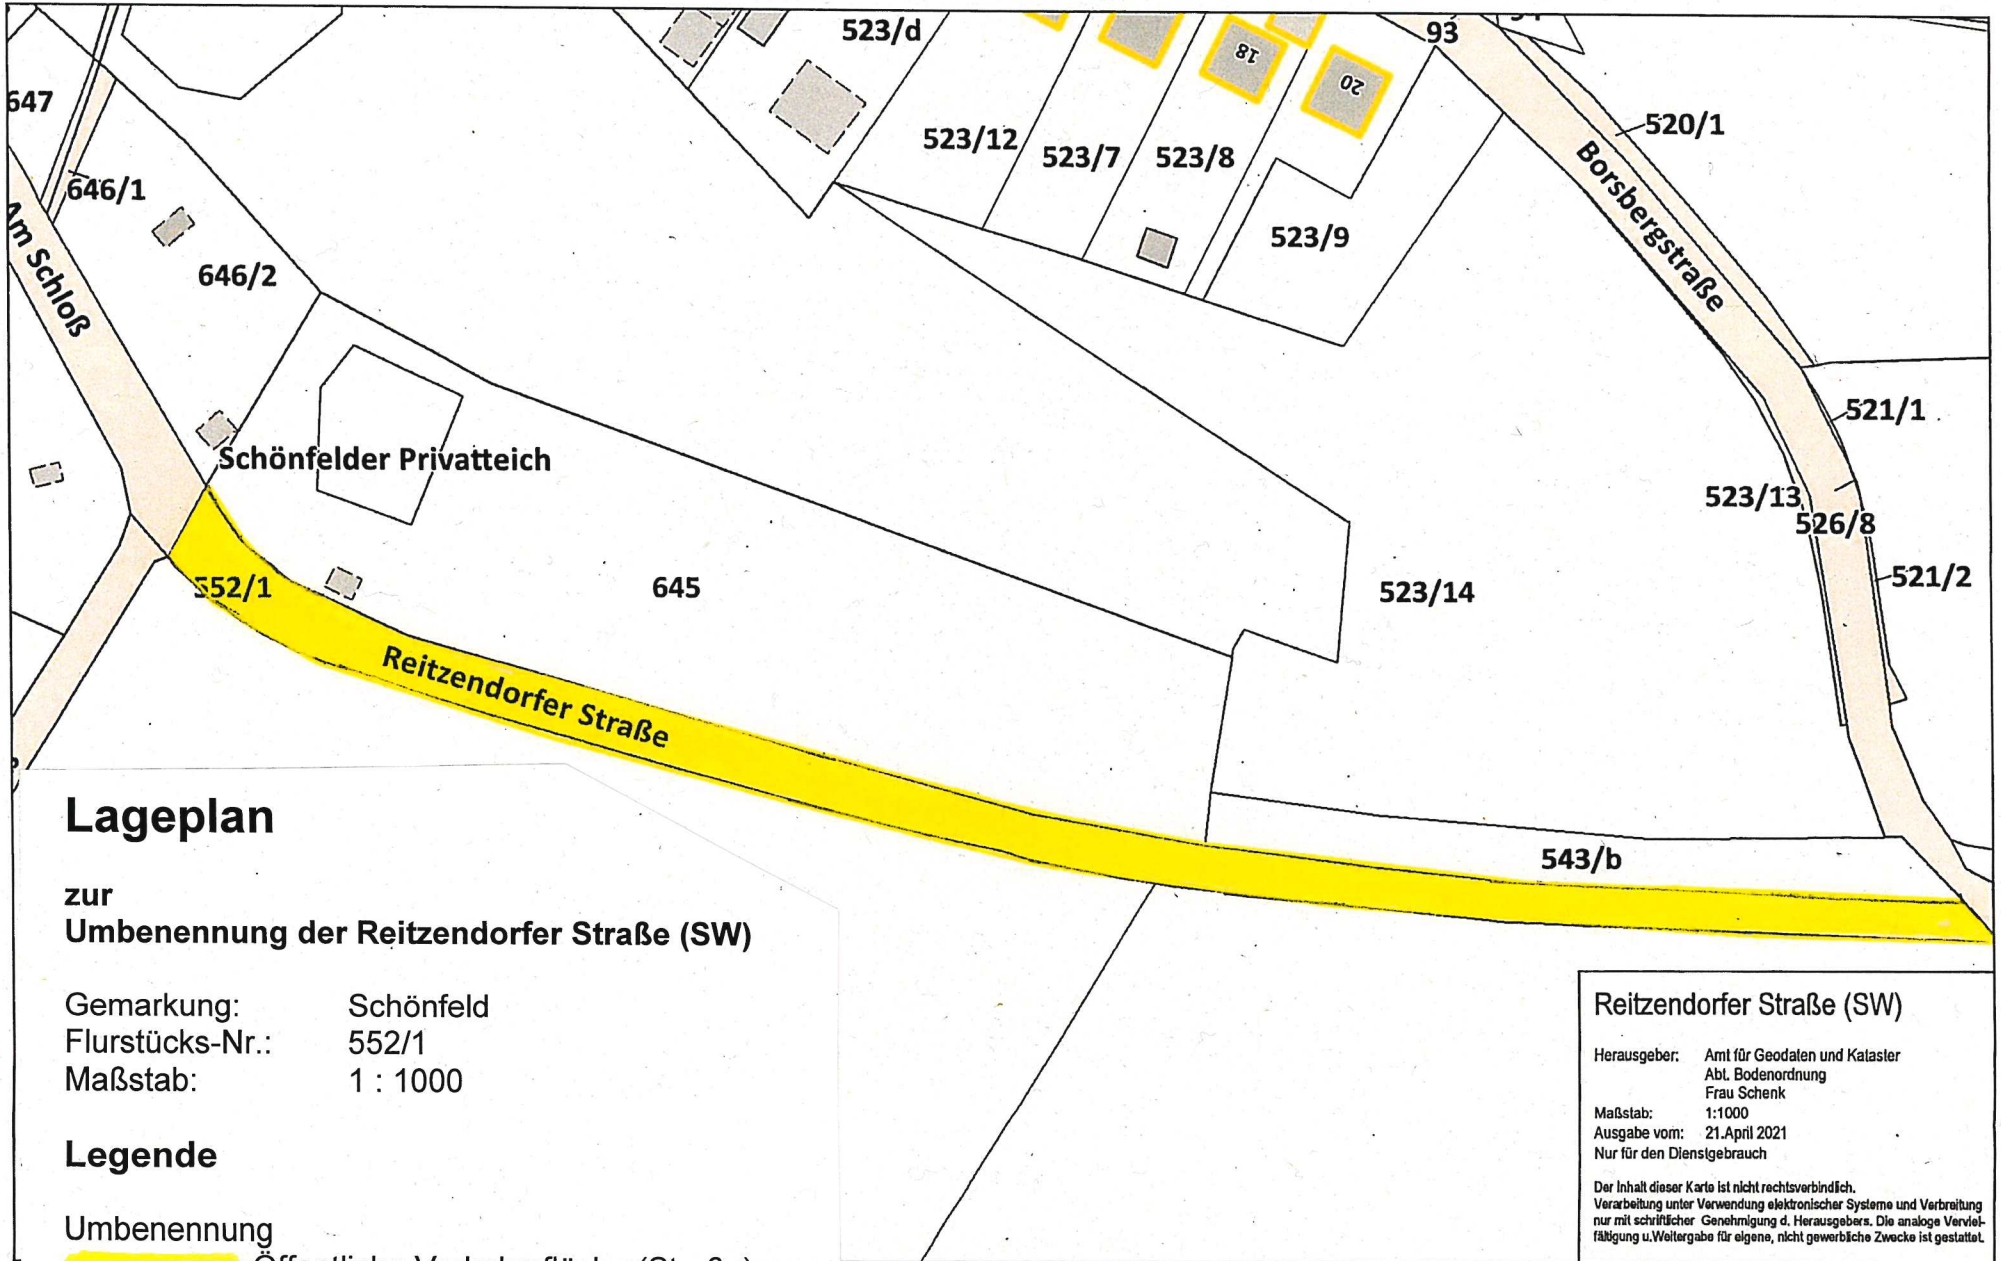 523/d
93
18
20
647
520/1
523/12
523/7
523/8
646/1
Borsbergstraße
523/9
Am Schloß
646/2
521/1
Schönfelder Privatteich
523/13
526/8
521/2
552/1
645
523/14
Reitzendorfer Straße
543/b
Lageplan
zur
Umbenennung der Reitzendorfer Straße (SW)
Gemarkung: Schönfeld
Flurstücks-Nr.: 552/1
Maßstab: 1 : 1000
Legende
Umbenennung
Reitzendorfer Straße (SW)
Herausgeber: Amt für Geodaten und Kataster
Abt. Bodenordnung
Frau Schenk
Maßstab: 1:1000
Ausgabe vom: 21.April 2021
Nur für den Dienstgebrauch
Der Inhalt dieser Karte ist nicht rechtsverbindlich.
Verarbeitung unter Verwendung elektronischer Systeme und Verbreitung
nur mit schriftlicher Genehmigung d. Herausgebers. Die analoge Verviel-
fältigung u.Weitergabe für eigene, nicht gewerbliche Zwecke ist gestattet.